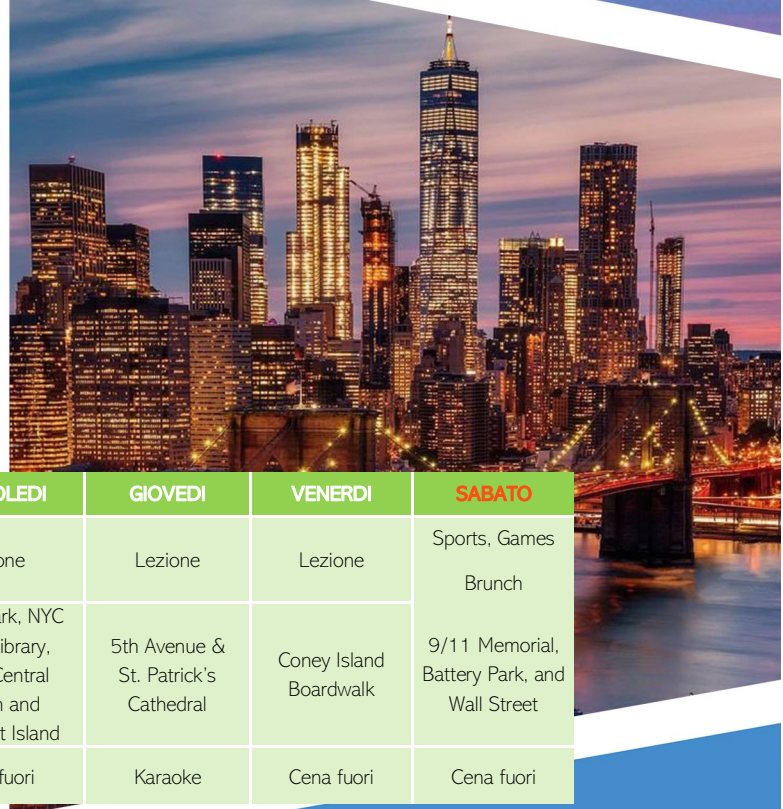 OLEDI
GIOVEDI
VENERDI
SABATO
one
Lezione
Lezione
Sports, Games
Brunch
rk, NYC
ibrary,
Central
and
t Island
5th Avenue &
St. Patrick's
Cathedral
Coney Island
Boardwalk
9/11 Memorial,
Battery Park, and
Wall Street
fuori
Karaoke
Cena fuori
Cena fuori